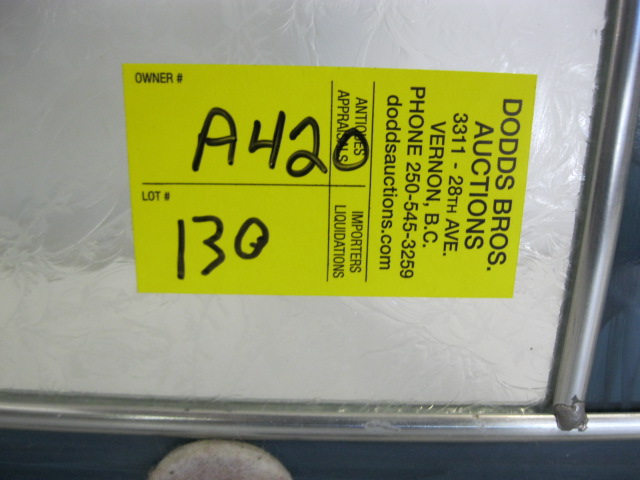 OWNER #
A420
LOT #
130
DODDS BROS.
AUCTIONS
3311 - 28TH AVE.
VERNON, B.C.
PHONE 250-545-3259
doddsauctions.com
ANTIQUES
APPRAISALS
IMPORTERS
LIQUIDATIONS